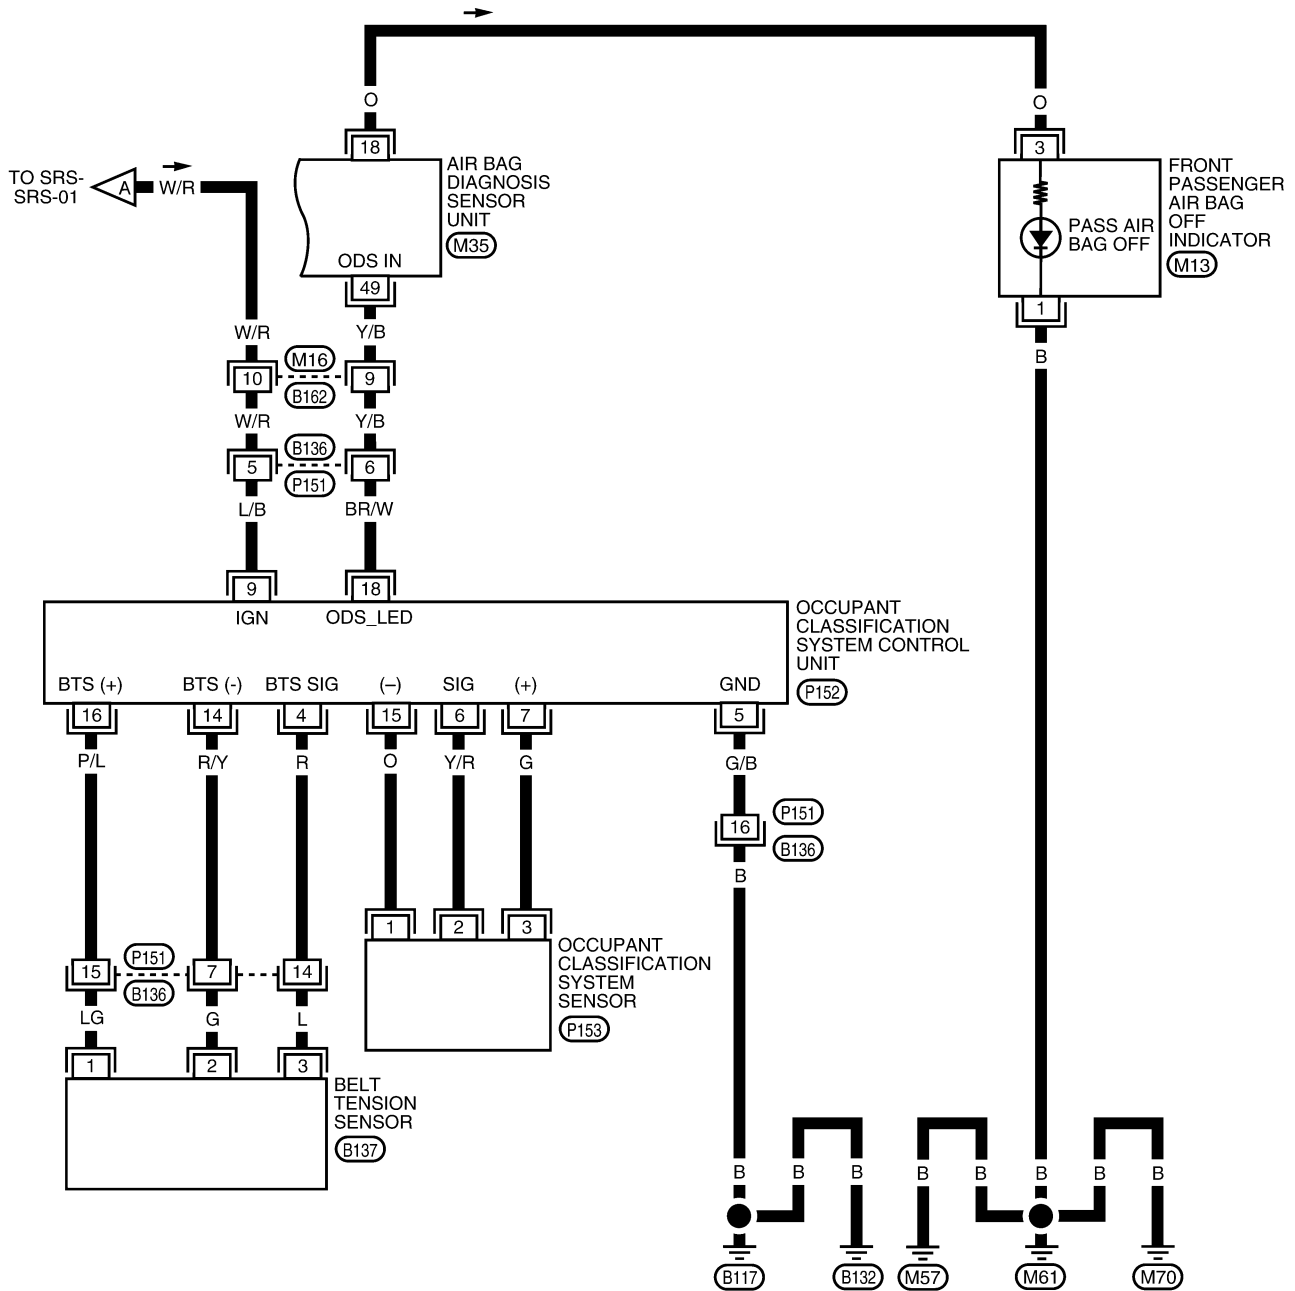 O
O
18
3
AIR BAG
DIAGNOSIS
SENSOR
UNIT
M35
ODS IN
49
FRONT
PASSENGER
AIR BAG
OFF
INDICATOR
M13
PASS AIR
BAG OFF
1
B
TO SRS-
SRS-01
A
W/R
W/R
Y/B
M16
10
9
B162
W/R
Y/B
B136
5
6
P151
L/B
BR/W
9
18
IGN
ODS_LED
OCCUPANT
CLASSIFICATION
SYSTEM CONTROL
UNIT
P152
BTS (+)
BTS (-)
BTS SIG
(–)
SIG
(+)
GND
16
14
4
15
6
7
5
P/L
R/Y
R
O
Y/R
G
G/B
P151
16
B136
B
1
2
3
OCCUPANT
CLASSIFICATION
SYSTEM
SENSOR
P153
P151
15
7
14
B136
LG
G
L
1
2
3
BELT
TENSION
SENSOR
B137
B
B
B
B
B
B
B
B
B117
B132
M57
M61
M70